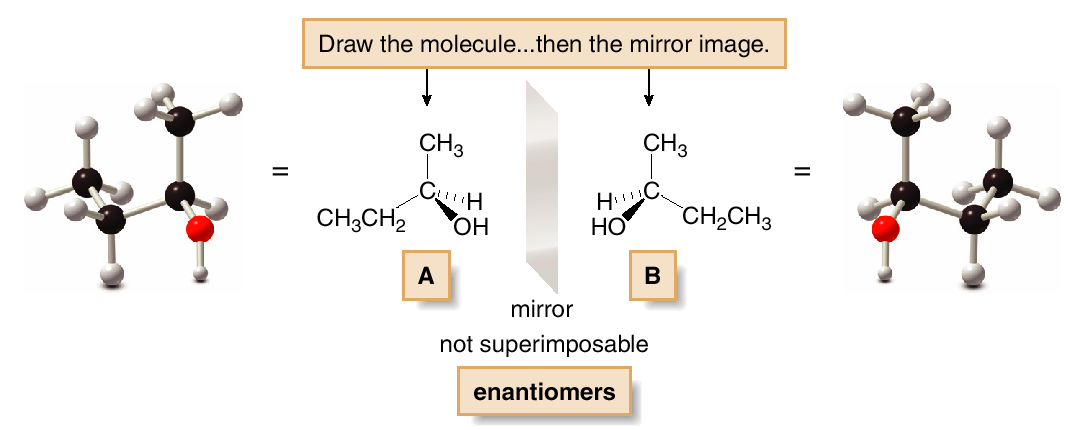 Draw the molecule...then the mirror image.
CH3
C
H
CH3CH2
OH
=
A
CH3
C
H
HO
CH2CH3
=
B
mirror
not superimposable
enantiomers